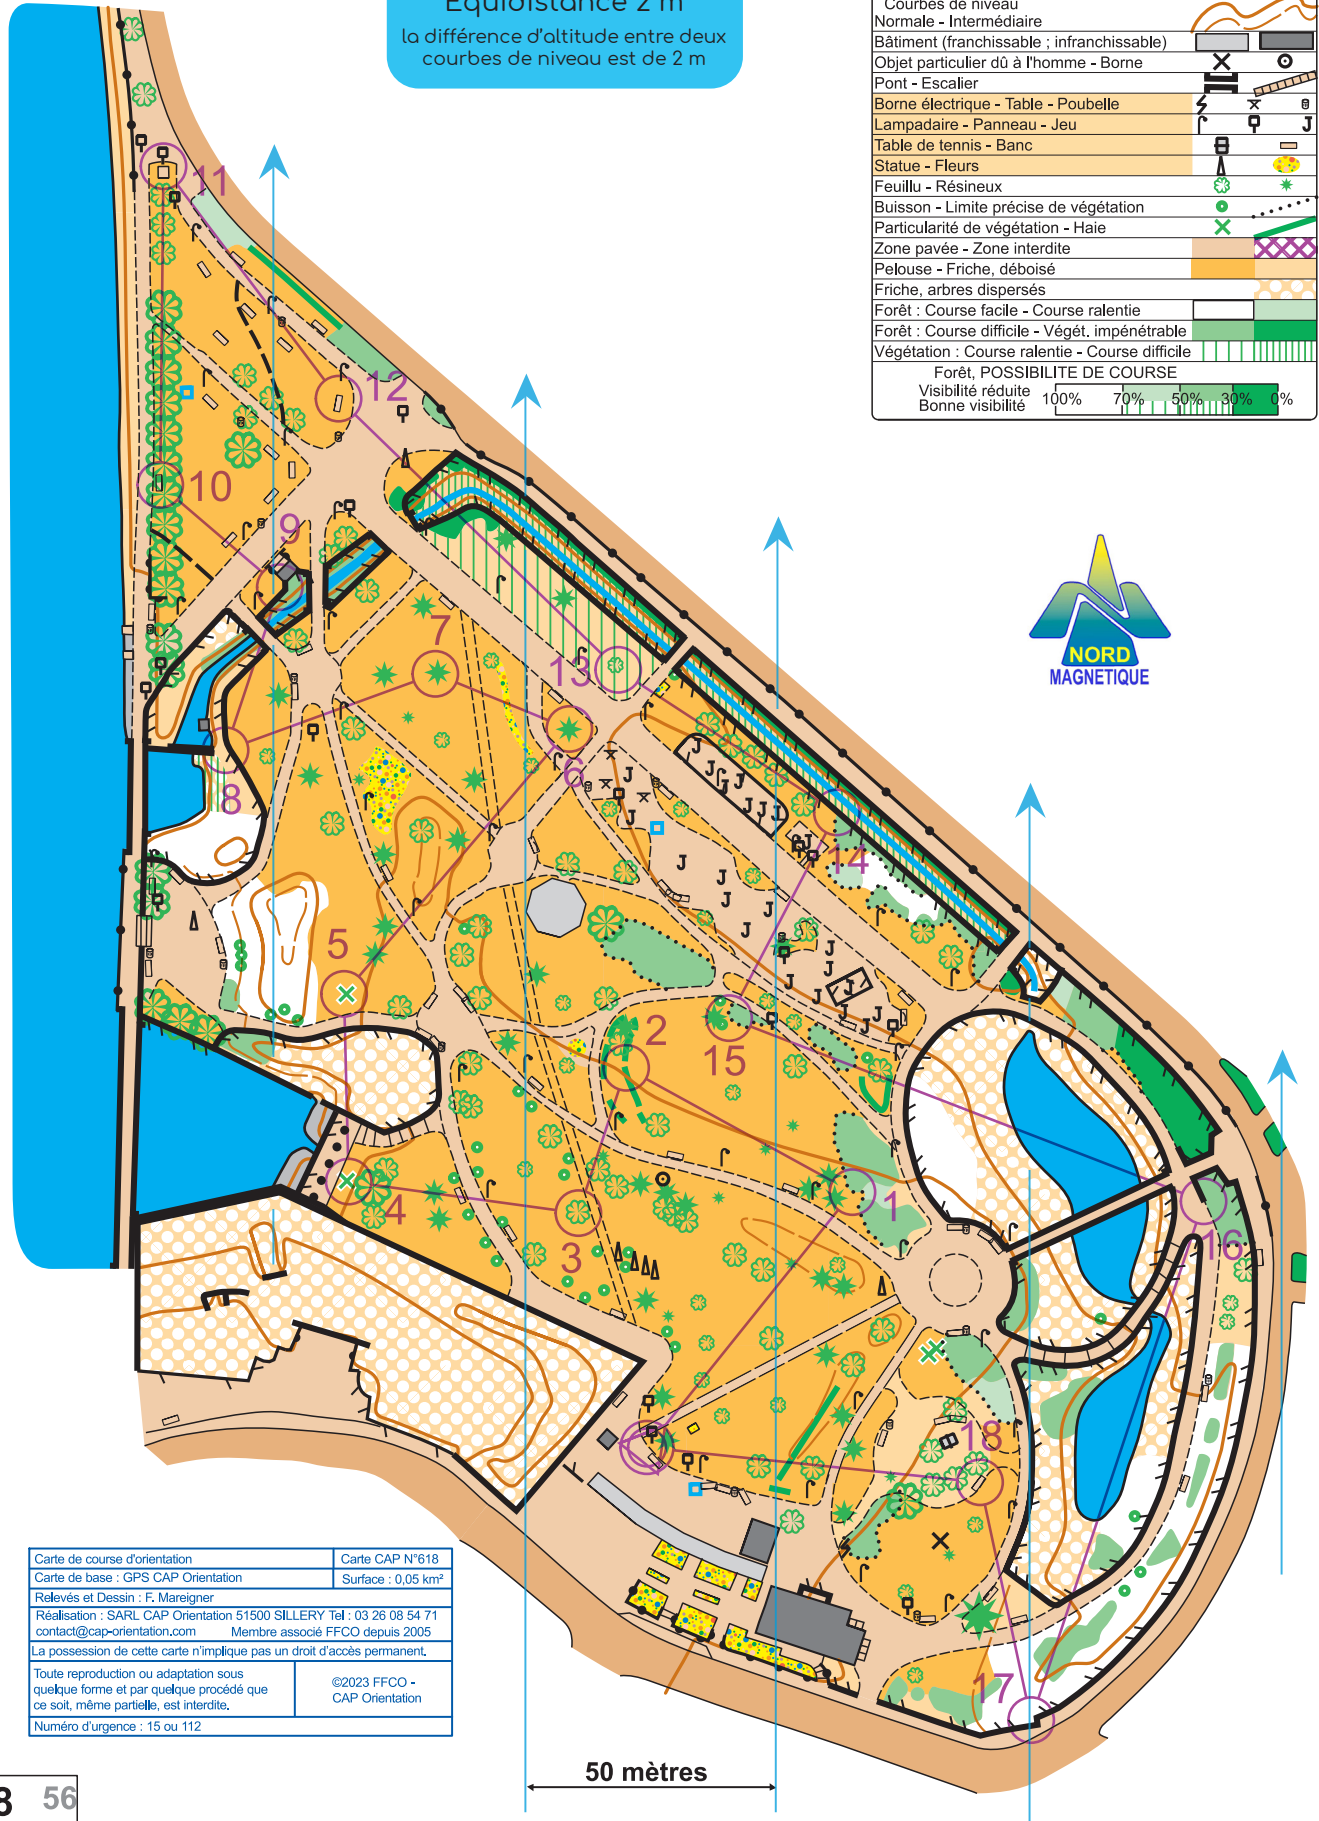 Equidistance 2 m
la différence d'altitude entre deux
courbes de niveau est de 2 m
Courbes de niveau
Normale - Intermédiaire
Bâtiment (franchissable ; infranchissable)
Objet particulier dû à l'homme - Borne
Pont - Escalier
Borne électrique - Table - Poubelle
Lampadaire - Panneau - Jeu
Table de tennis - Banc
Statue - Fleurs
Feuillu - Résineux
Buisson - Limite précise de végétation
Particularité de végétation - Haie
Zone pavée - Zone interdite
Pelouse - Friche, déboisé
Friche, arbres dispersés
Forêt : Course facile - Course ralentie
Forêt : Course difficile - Végét. impénétrable
Végétation : Course ralentie - Course difficile
Forêt, POSSIBILITE DE COURSE
Visibilité réduite
Bonne visibilité
100% 70% 50% 30% 0%
11
12
10
9
NORD
MAGNETIQUE
7
13
6
8
14
5
2
15
1
4
3
16
18
17
Carte de course d'orientation Carte CAP N°618
Carte de base : GPS CAP Orientation Surface : 0,05 km²
Relevés et Dessin : F. Mareigner
Réalisation : SARL CAP Orientation 51500 SILLERY Tel : 03 26 08 54 71
contact@cap-orientation.com Membre associé FFCO depuis 2005
La possession de cette carte n'implique pas un droit d'accès permanent.
Toute reproduction ou adaptation sous
quelque forme et par quelque procédé que
ce soit, même partielle, est interdite.
©2023 FFCO -
CAP Orientation
Numéro d'urgence : 15 ou 112
50 mètres
8 56